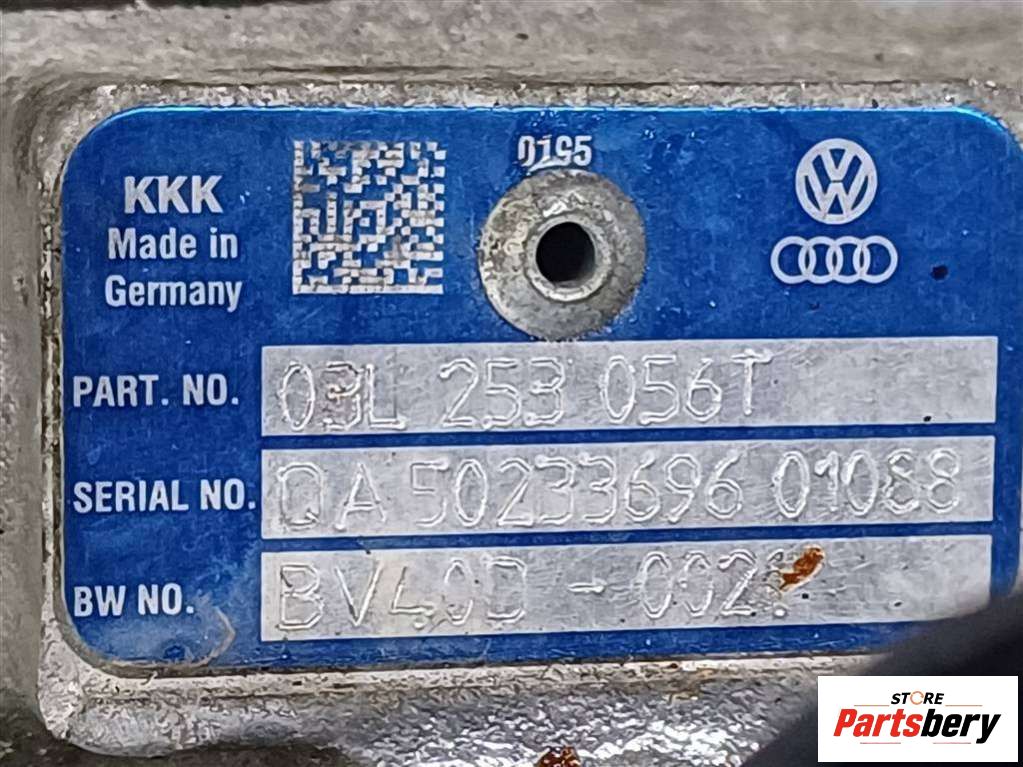 0195
KKK
Made in
Germany
PART. NO. 03L 253 056T
SERIAL NO. QA 50233696 01088
BW NO.
STORE
Partsbery